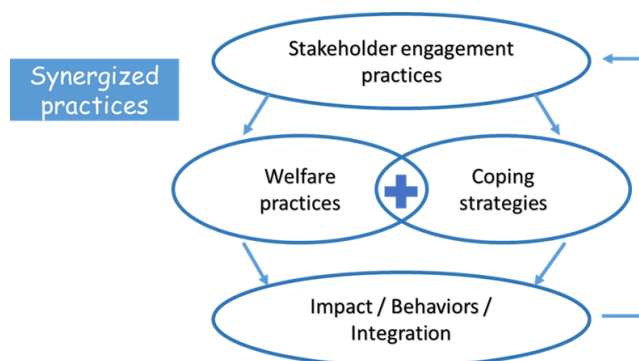 Stakeholder engagement
practices
Synergized
practices
Welfare
practices
Coping
strategies
Impact / Behaviors /
Integration